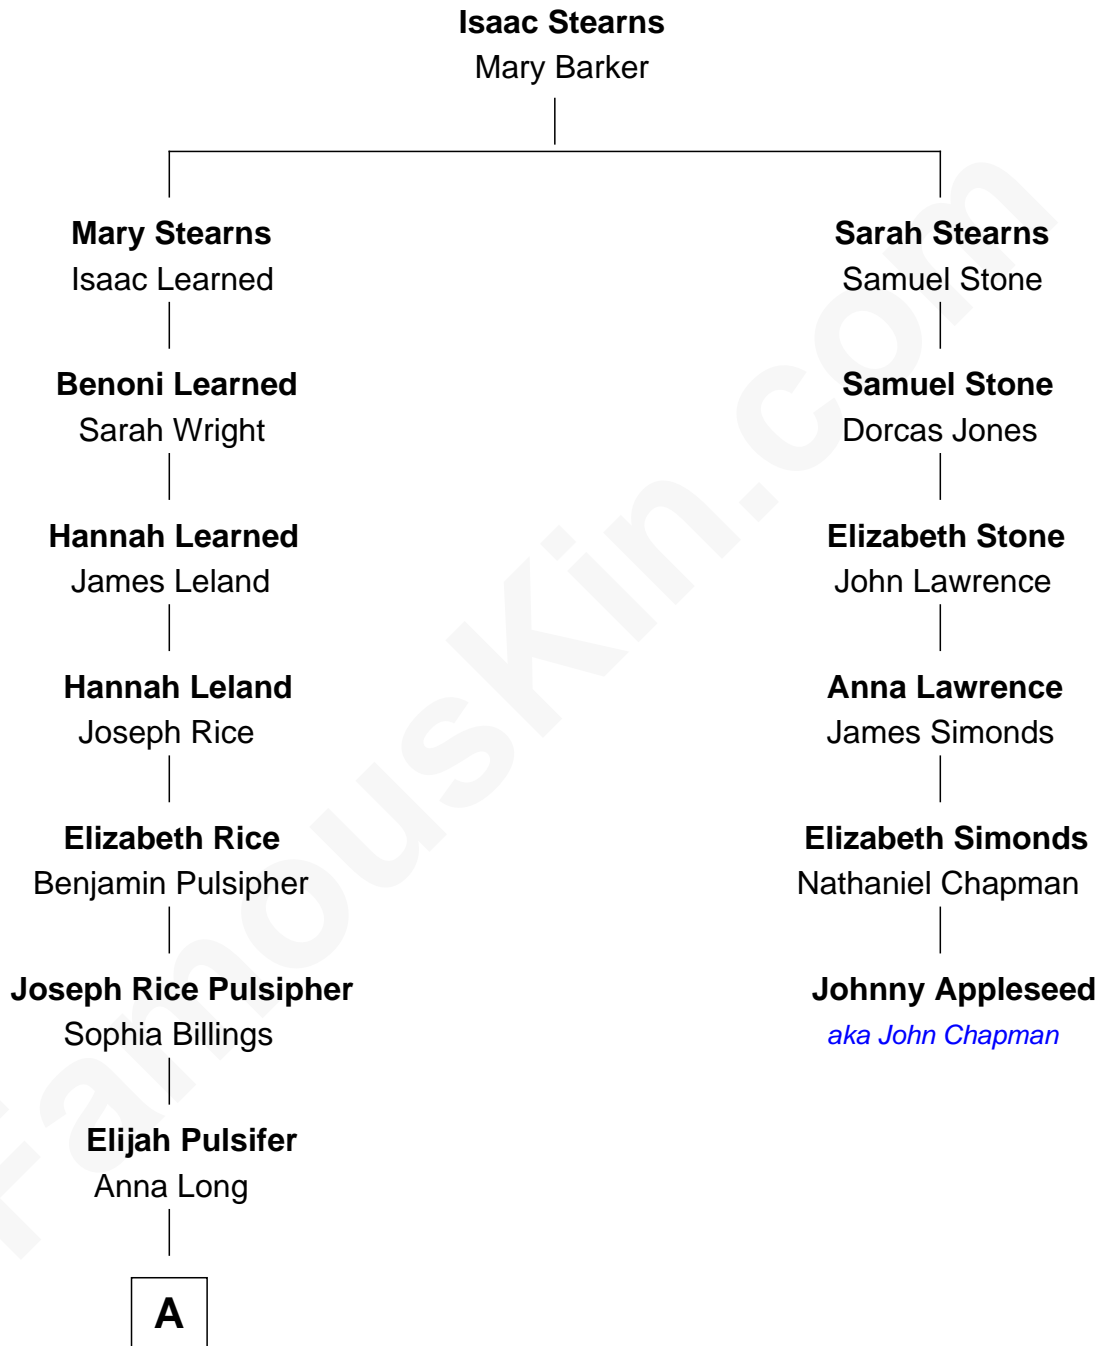 Isaac Stearns
Mary Barker
Mary Stearns
Isaac Learned
Sarah Stearns
Samuel Stone
Benoni Learned
Sarah Wright
Samuel Stone
Dorcas Jones
Hannah Learned
James Leland
Elizabeth Stone
John Lawrence
Hannah Leland
Joseph Rice
Anna Lawrence
James Simonds
Elizabeth Rice
Benjamin Pulsipher
Elizabeth Simonds
Nathaniel Chapman
Joseph Rice Pulsipher
Sophia Billings
Johnny Appleseed
aka John Chapman
Elijah Pulsifer
Anna Long
A
FamousKin.com